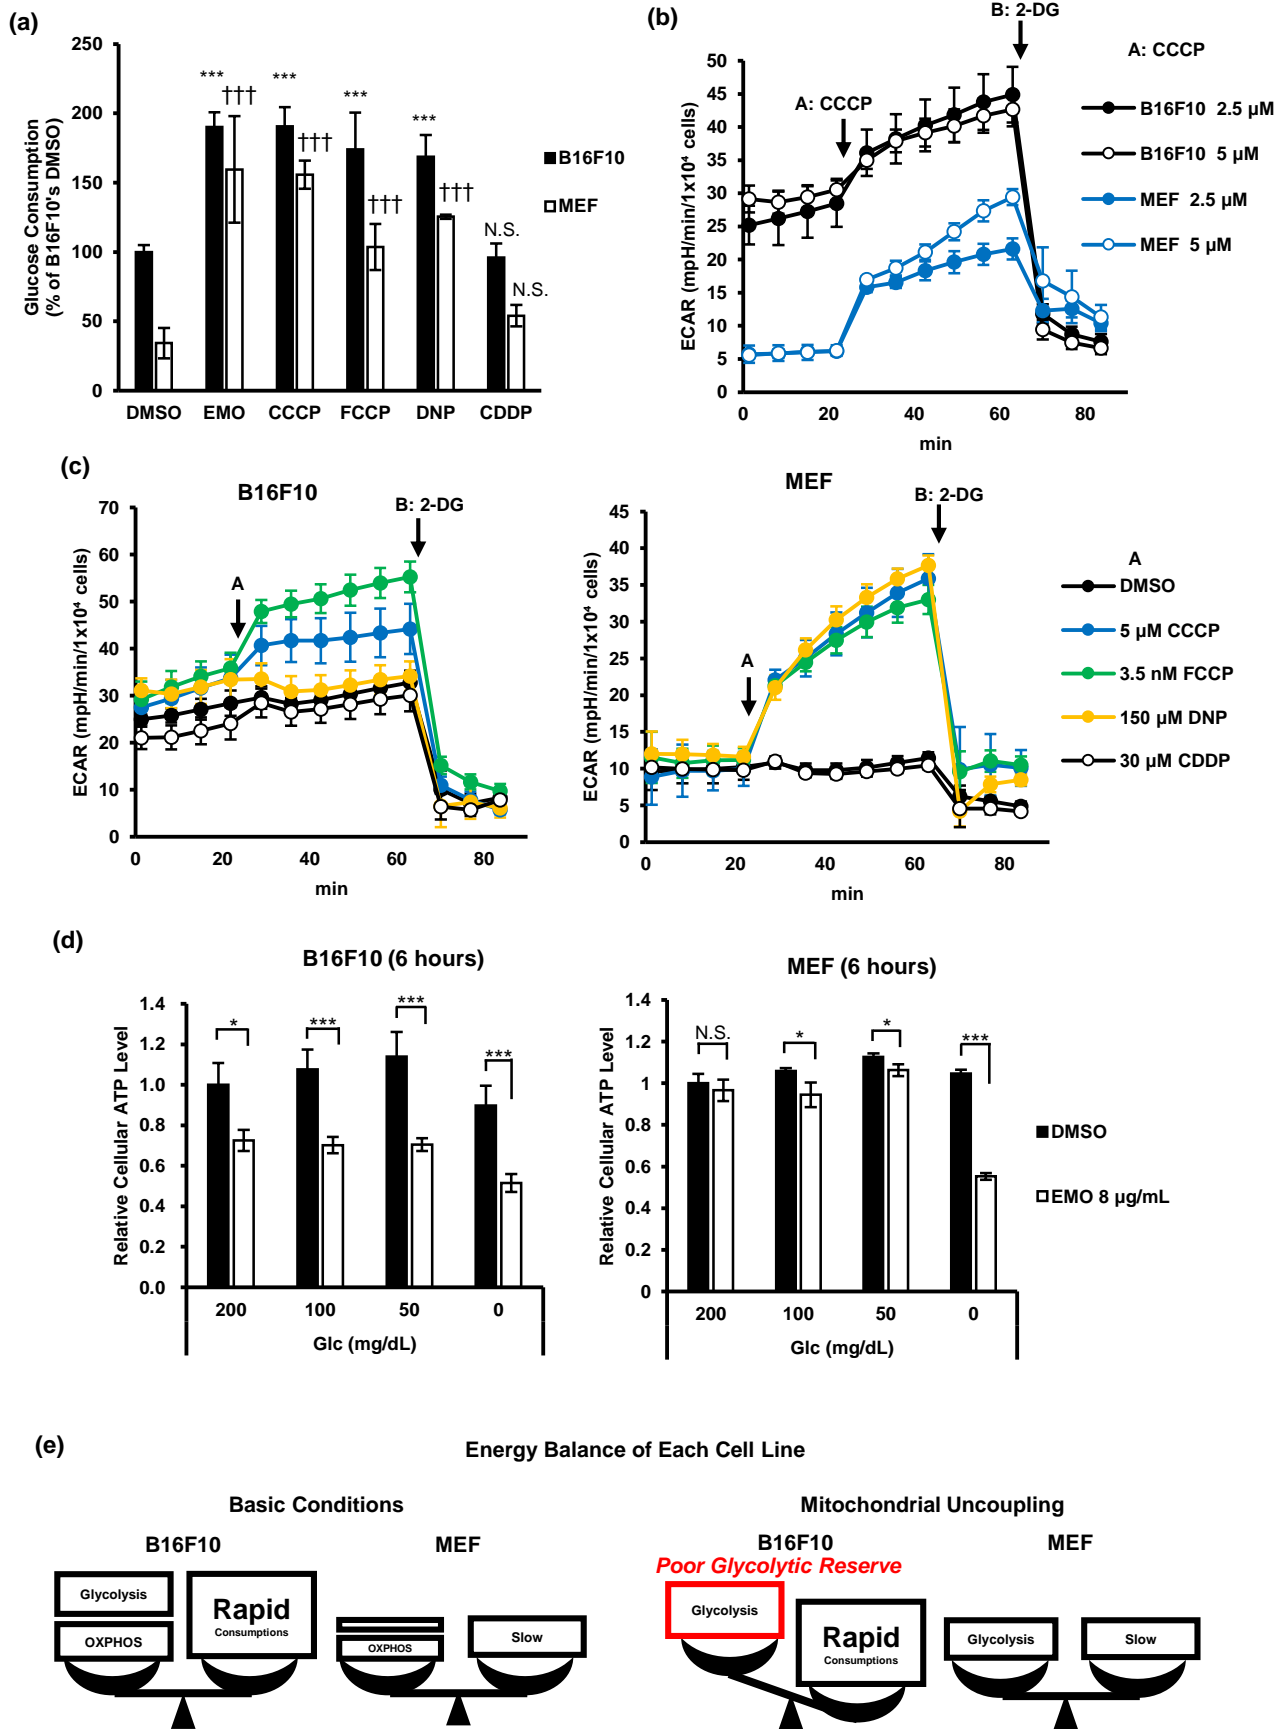 (a)
Glucose Consumption
(% of B16F10's DMSO)
250
200
150
100
50
0
***
†††
***
†††
***
†††
***
†††
N.S.
N.S.
DMSO
EMO
CCCP
FCCP
DNP
CDDP
B16F10
MEF
(b)
B: 2-DG
A: CCCP
A: CCCP
ECAR (mpH/min/1x10⁴ cells)
50
45
40
35
30
25
20
15
10
5
0
0
20
40
60
80
min
B16F10 2.5 µM
B16F10 5 µM
MEF 2.5 µM
MEF 5 µM
(c)
B16F10
B: 2-DG
A
ECAR (mpH/min/1x10⁴ cells)
70
60
50
40
30
20
10
0
0
20
40
60
80
min
MEF
B: 2-DG
A
ECAR (mpH/min/1x10⁴ cells)
45
40
35
30
25
20
15
10
5
0
0
20
40
60
80
min
A
DMSO
5 µM CCCP
3.5 nM FCCP
150 µM DNP
30 µM CDDP
(d)
B16F10 (6 hours)
Relative Cellular ATP Level
1.4
1.2
1.0
0.8
0.6
0.4
0.2
0.0
*
***
***
***
200
100
50
0
Glc (mg/dL)
MEF (6 hours)
Relative Cellular ATP Level
1.4
1.2
1
0.8
0.6
0.4
0.2
0
N.S.
*
*
***
200
100
50
0
Glc (mg/dL)
DMSO
EMO 8 µg/mL
(e)
Energy Balance of Each Cell Line
Basic Conditions
B16F10
MEF
Glycolysis
OXPHOS
Rapid
Consumptions
OXPHOS
Slow
Mitochondrial Uncoupling
B16F10
MEF
Poor Glycolytic Reserve
Glycolysis
Rapid
Consumptions
Glycolysis
Slow